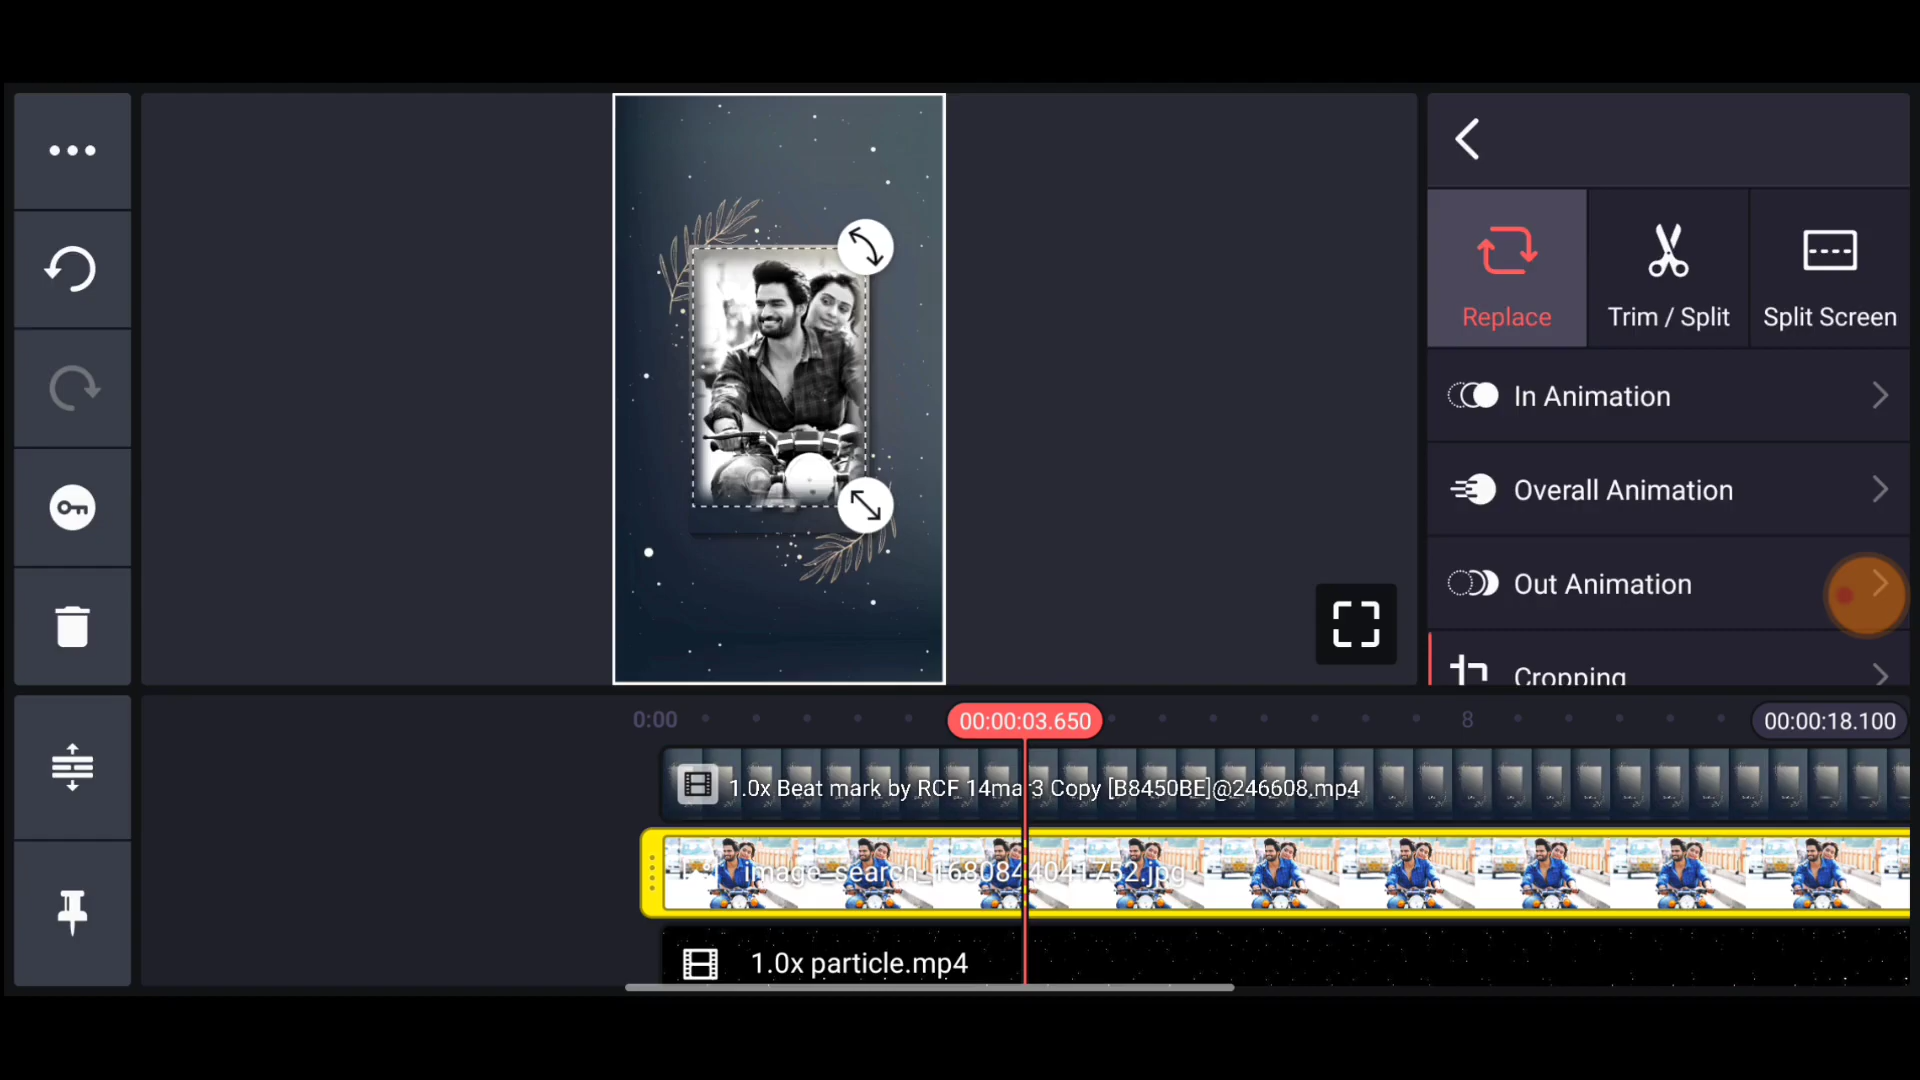 Replace
Trim / Split
Split Screen
In Animation
Overall Animation
Out Animation
Cropping
0:00
00:00:03.650
8
00:00:18.100
1.0x Beat mark by RCF 14mar3 Copy [B8450BE]@246608.mp4
image_search_1680844041752.jpg
1.0x particle.mp4